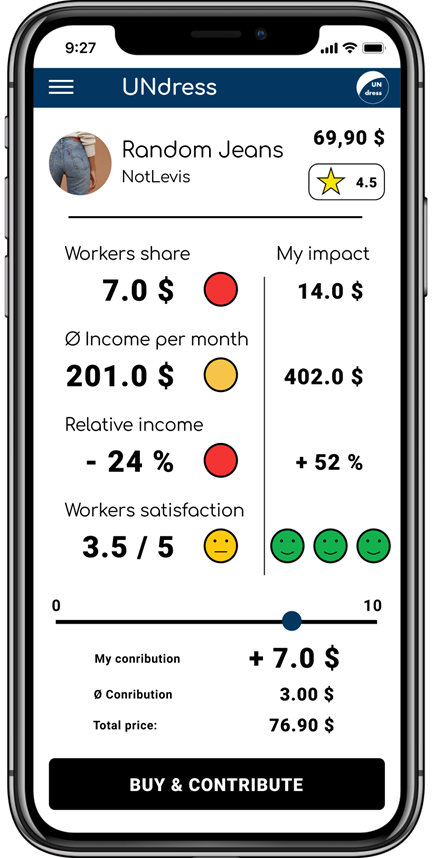 9:27
UNdress
UN
dress
Random Jeans
69,90 $
NotLevis
4.5
Workers share
My impact
7.0 $
14.0 $
Ø Income per month
201.0 $
402.0 $
Relative income
- 24 %
+ 52 %
Workers satisfaction
3.5 / 5
0
10
My conribution
+ 7.0 $
Ø Conribution
3.00 $
Total price:
76.90 $
BUY & CONTRIBUTE